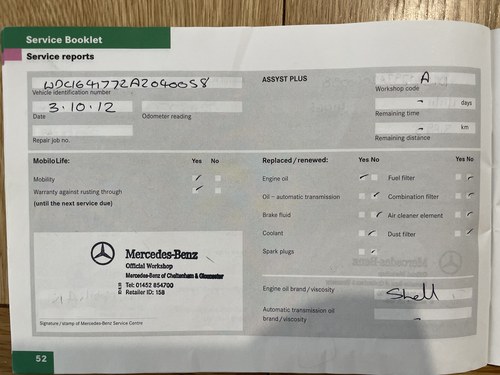 Service Booklet
Service reports
WDC1641772A2040058
Vehicle identification number
3.10.12
Date
Odometer reading
Repair job no.
ASSYST PLUS
A
Workshop code
-
days
Remaining time
-
km
Remaining distance
MobiloLife:
Yes No
Mobility
Warranty against rusting through
(until the next service due)
Replaced / renewed:
Yes No
Yes No
Engine oil
Fuel filter
Oil – automatic transmission
Combination filter
Brake fluid
Air cleaner element
Coolant
Dust filter
Spark plugs
Mercedes-Benz
Official Workshop
Mercedes-Benz of Cheltenham & Gloucester
Tel: 01452 854700
Retailer ID: 158
Signature / stamp of Mercedes-Benz Service Centre
Engine oil brand / viscosity
Shell
Automatic transmission oil
brand / viscosity
-
52